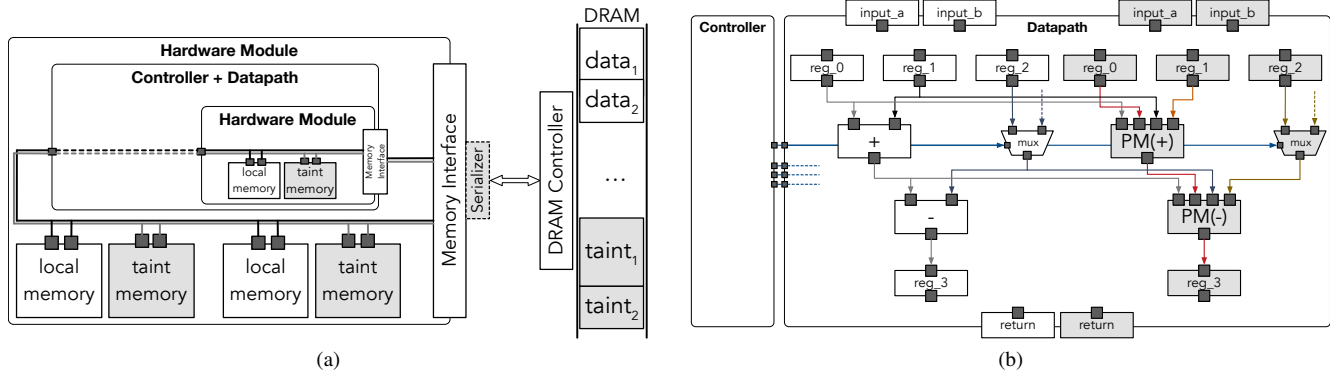 Hardware Module
Controller + Datapath
Hardware Module
local
memory
taint
memory
Memory
Interface
local
memory
taint
memory
local
memory
taint
memory
Memory Interface
Serializer
DRAM Controller
DRAM
data1
data2
...
taint1
taint2
(a)
Controller
Datapath
input_a
input_b
input_a
input_b
reg_0
reg_1
reg_2
reg_0
reg_1
reg_2
+
mux
PM(+)
mux
-
PM(-)
reg_3
reg_3
return
return
(b)